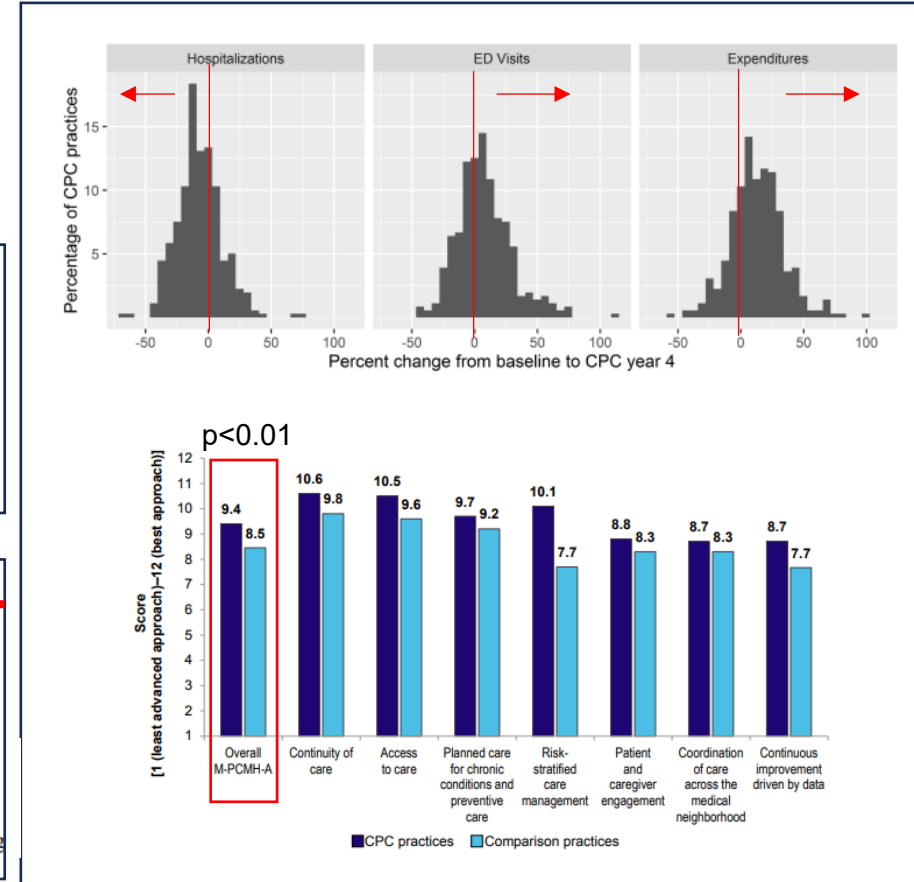 Hospitalizations ED Visits Expenditures
Percentage of CPC practices
15
10
5
-50 0 50 100 -50 0 50 100 -50 0 50 100
Percent change from baseline to CPC year 4
p<0.01
Score
[1 (least advanced approach)–12 (best approach)]
12
11
10
9
8
7
6
5
4
3
2
1
9.4 8.5 10.6 9.8 10.5 9.6 9.7 9.2 10.1 7.7 8.8 8.3 8.7 8.3 8.7 7.7
Overall
M-PCMH-A
Continuity of
care
Access
to care
Planned care
for chronic
conditions and
preventive
care
Risk-
stratified
care
management
Patient
and
caregiver
engagement
Coordination
of care
across the
medical
neighborhood
Continuous
improvement
driven by data
CPC practices Comparison practices